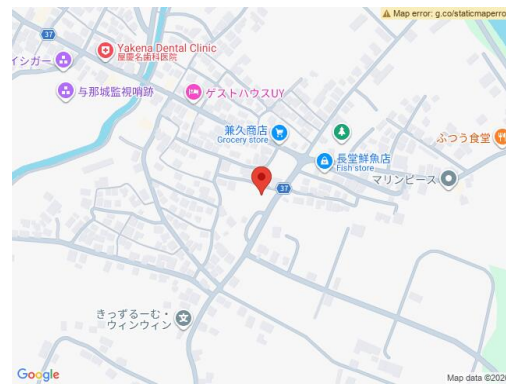 Map error: g.co/staticmaperro
37
Yakena Dental Clinic
屋慶名歯科医院
イシガー
与那城監視哨跡
ゲストハウスUY
兼久商店
Grocery store
ふつう食堂
長堂鮮魚店
Fish store
マリンピース
37
きっずるーむ・
ウィンウィン
Google
Map data ©2026